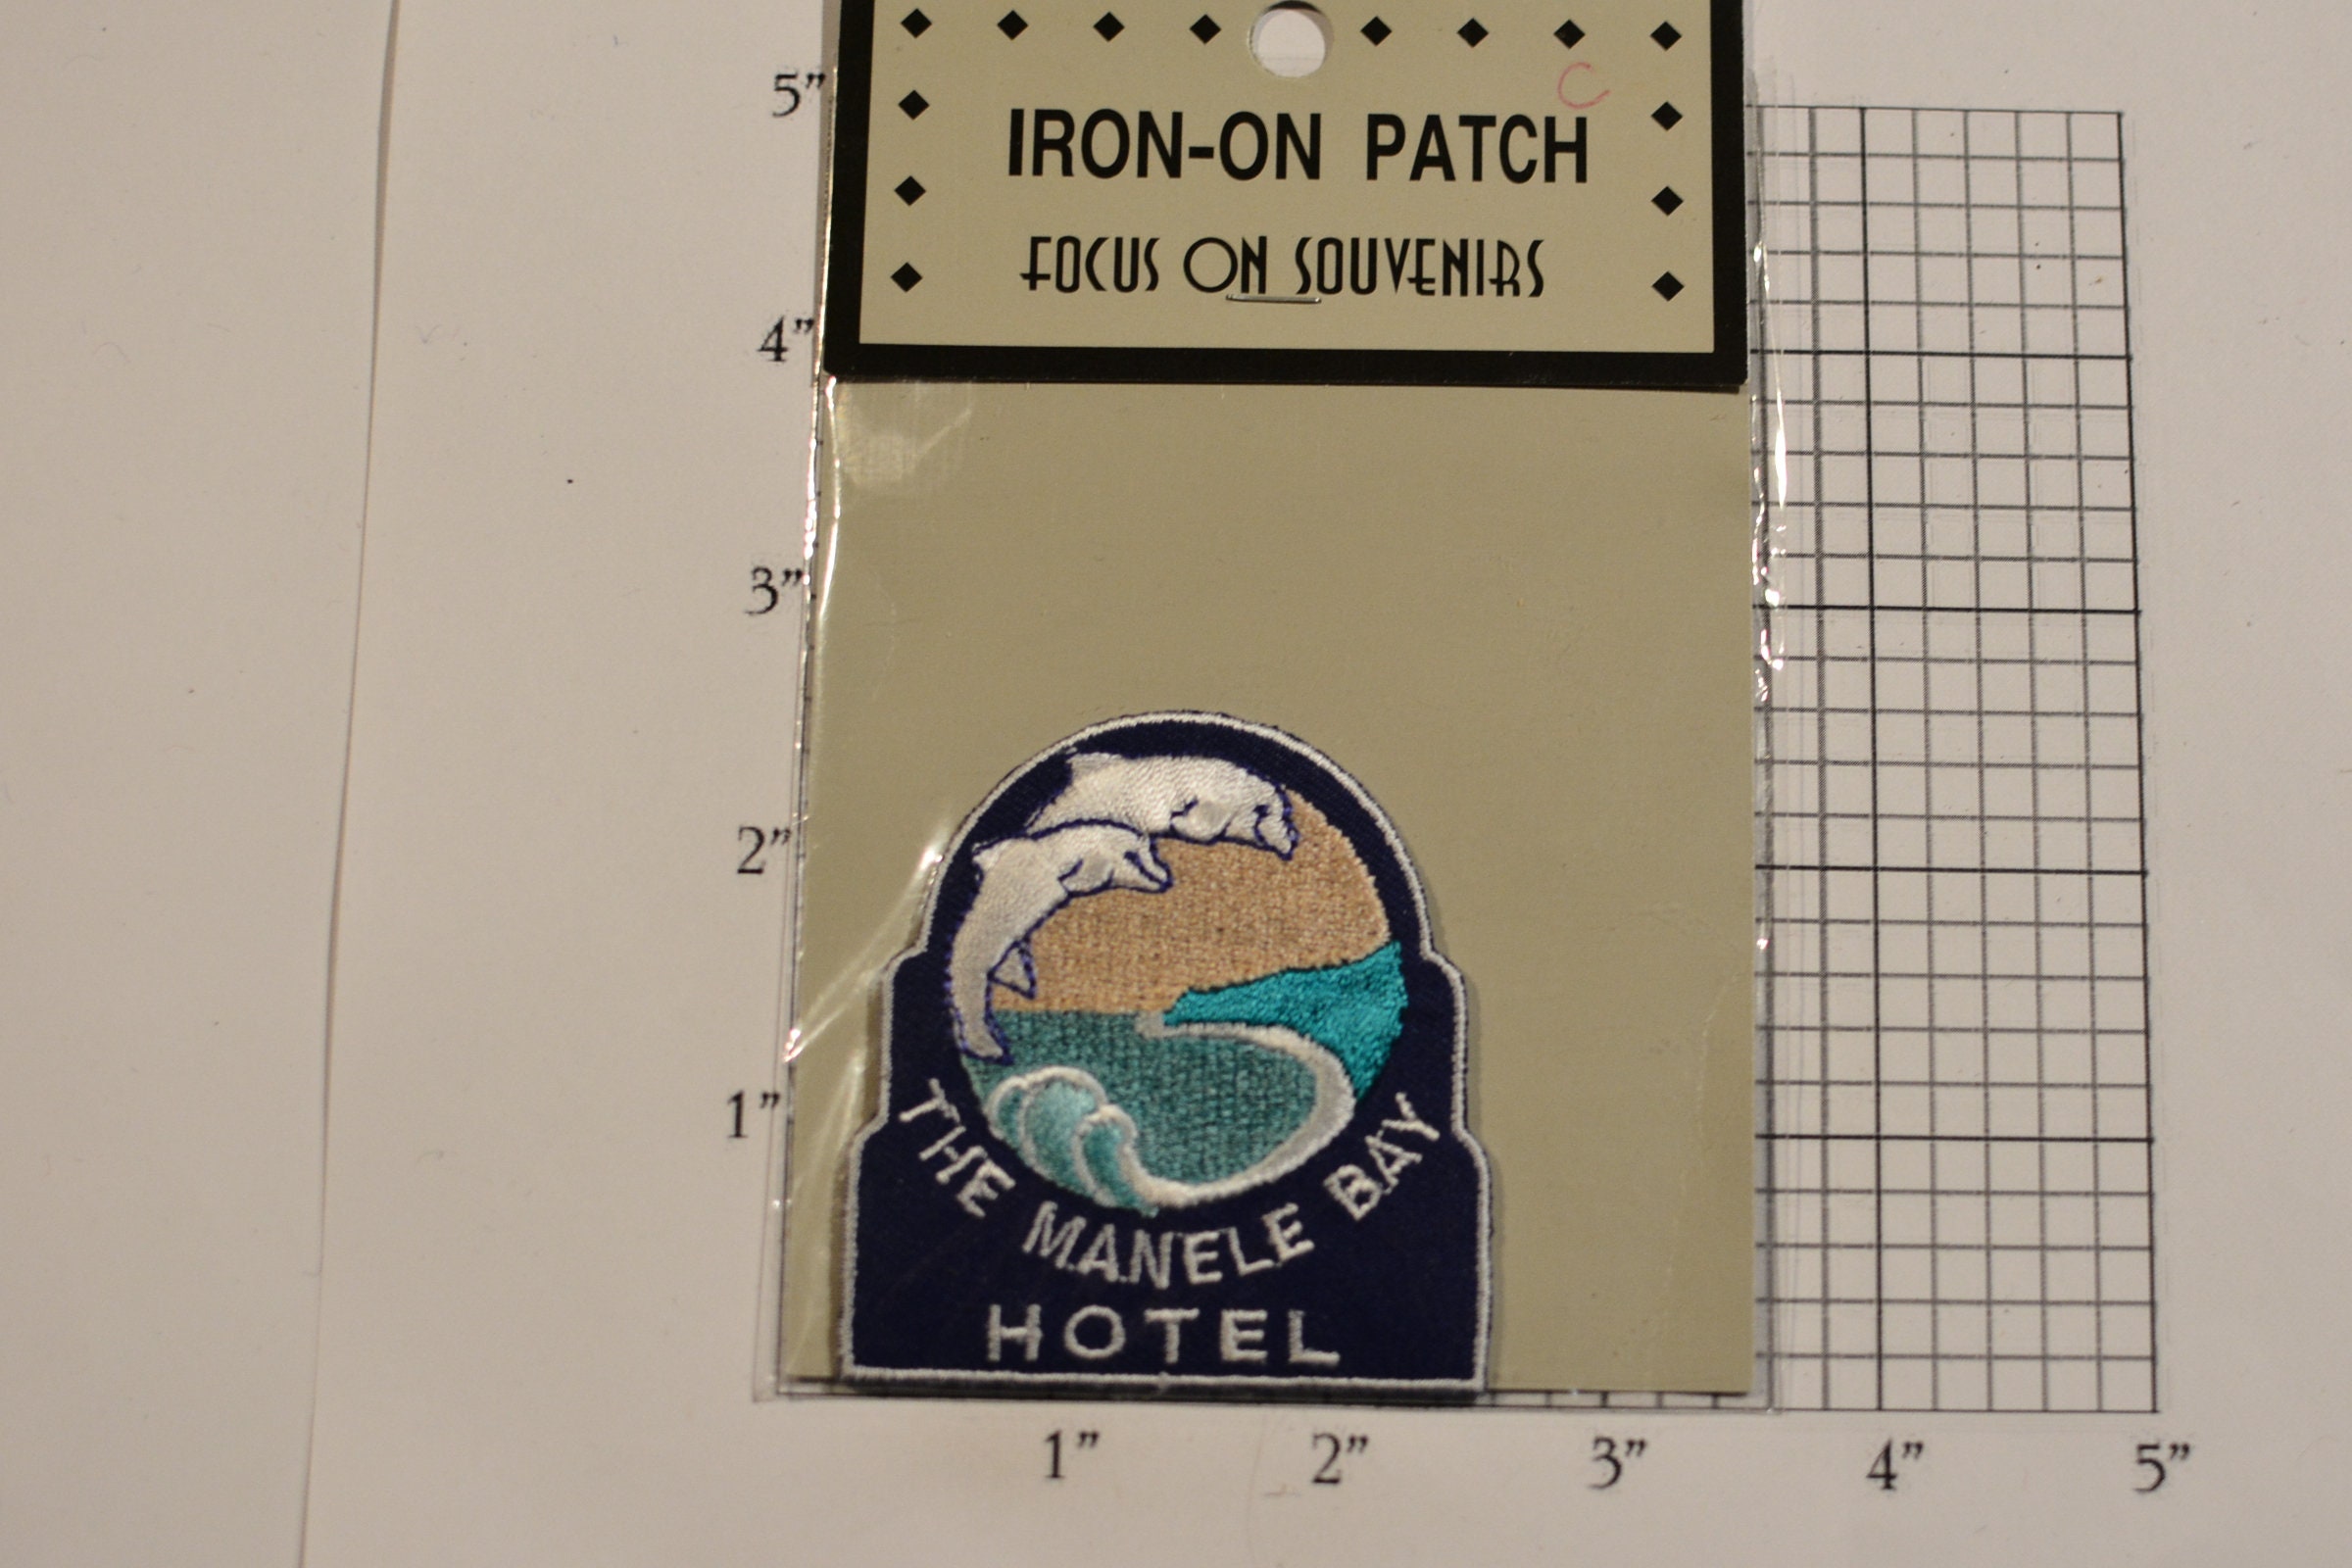 C
IRON-ON PATCH
FOCUS ON SOUVENIRS
5"
4"
3"
2"
1"
THE MANELE BAY
HOTEL
1" 2" 3" 4" 5"